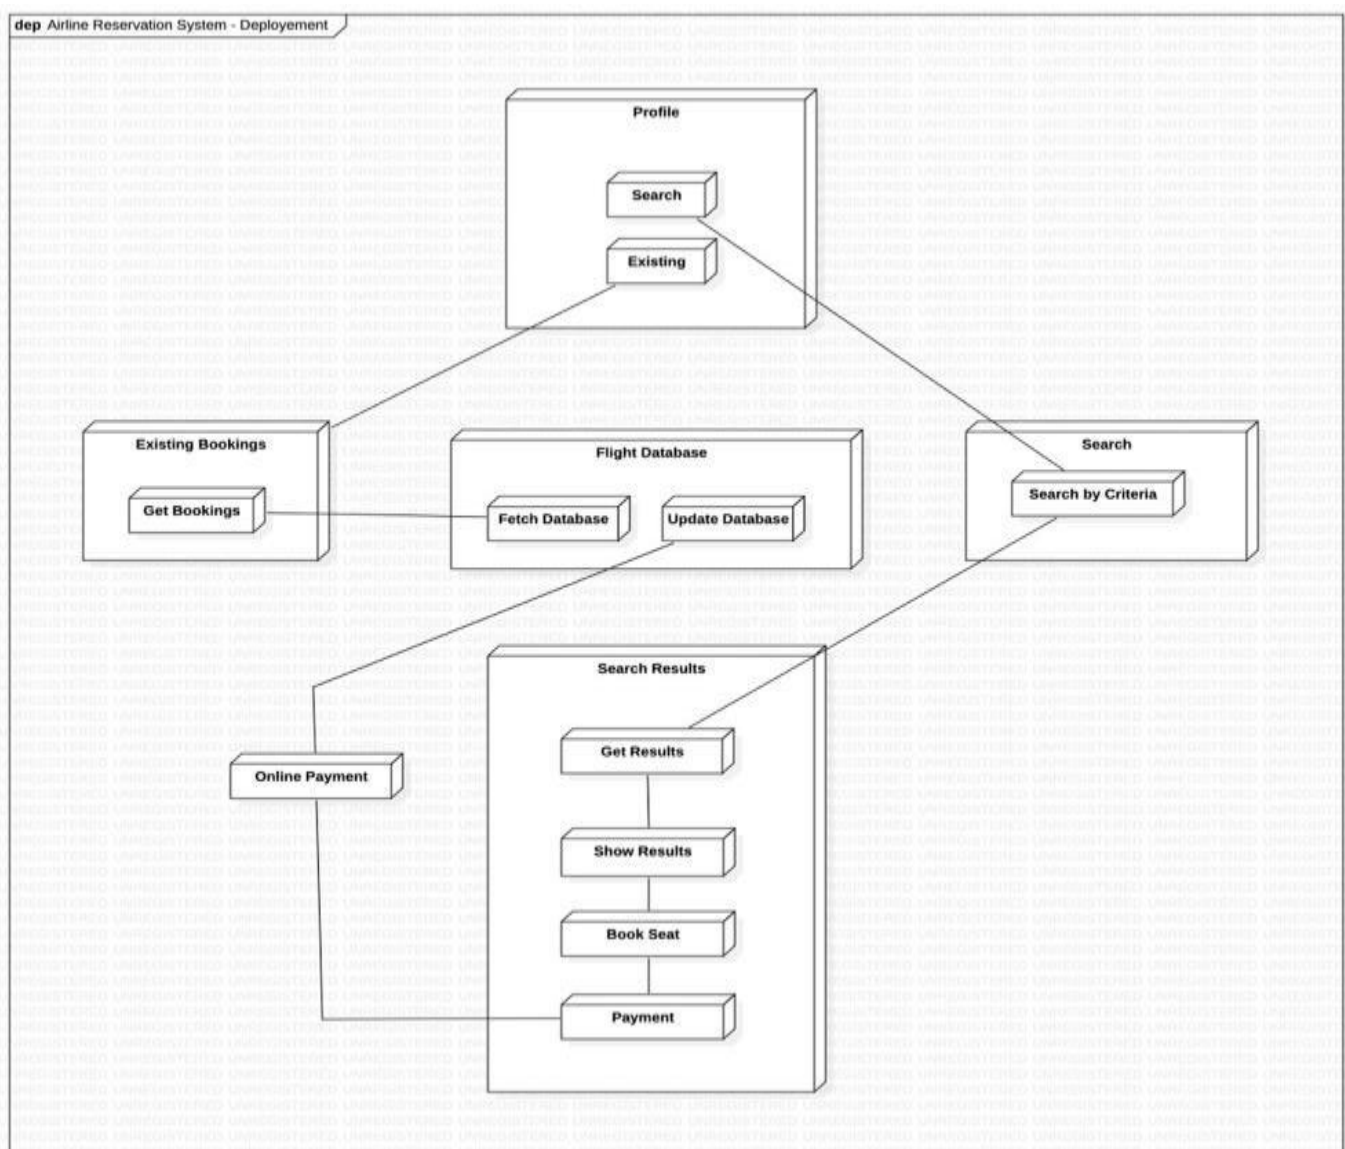 dep Airline Reservation System - Deployement
Profile
Search
Existing
Existing Bookings
Get Bookings
Flight Database
Fetch Database
Update Database
Search
Search by Criteria
Search Results
Get Results
Online Payment
Show Results
Book Seat
Payment
UNREGISTERED